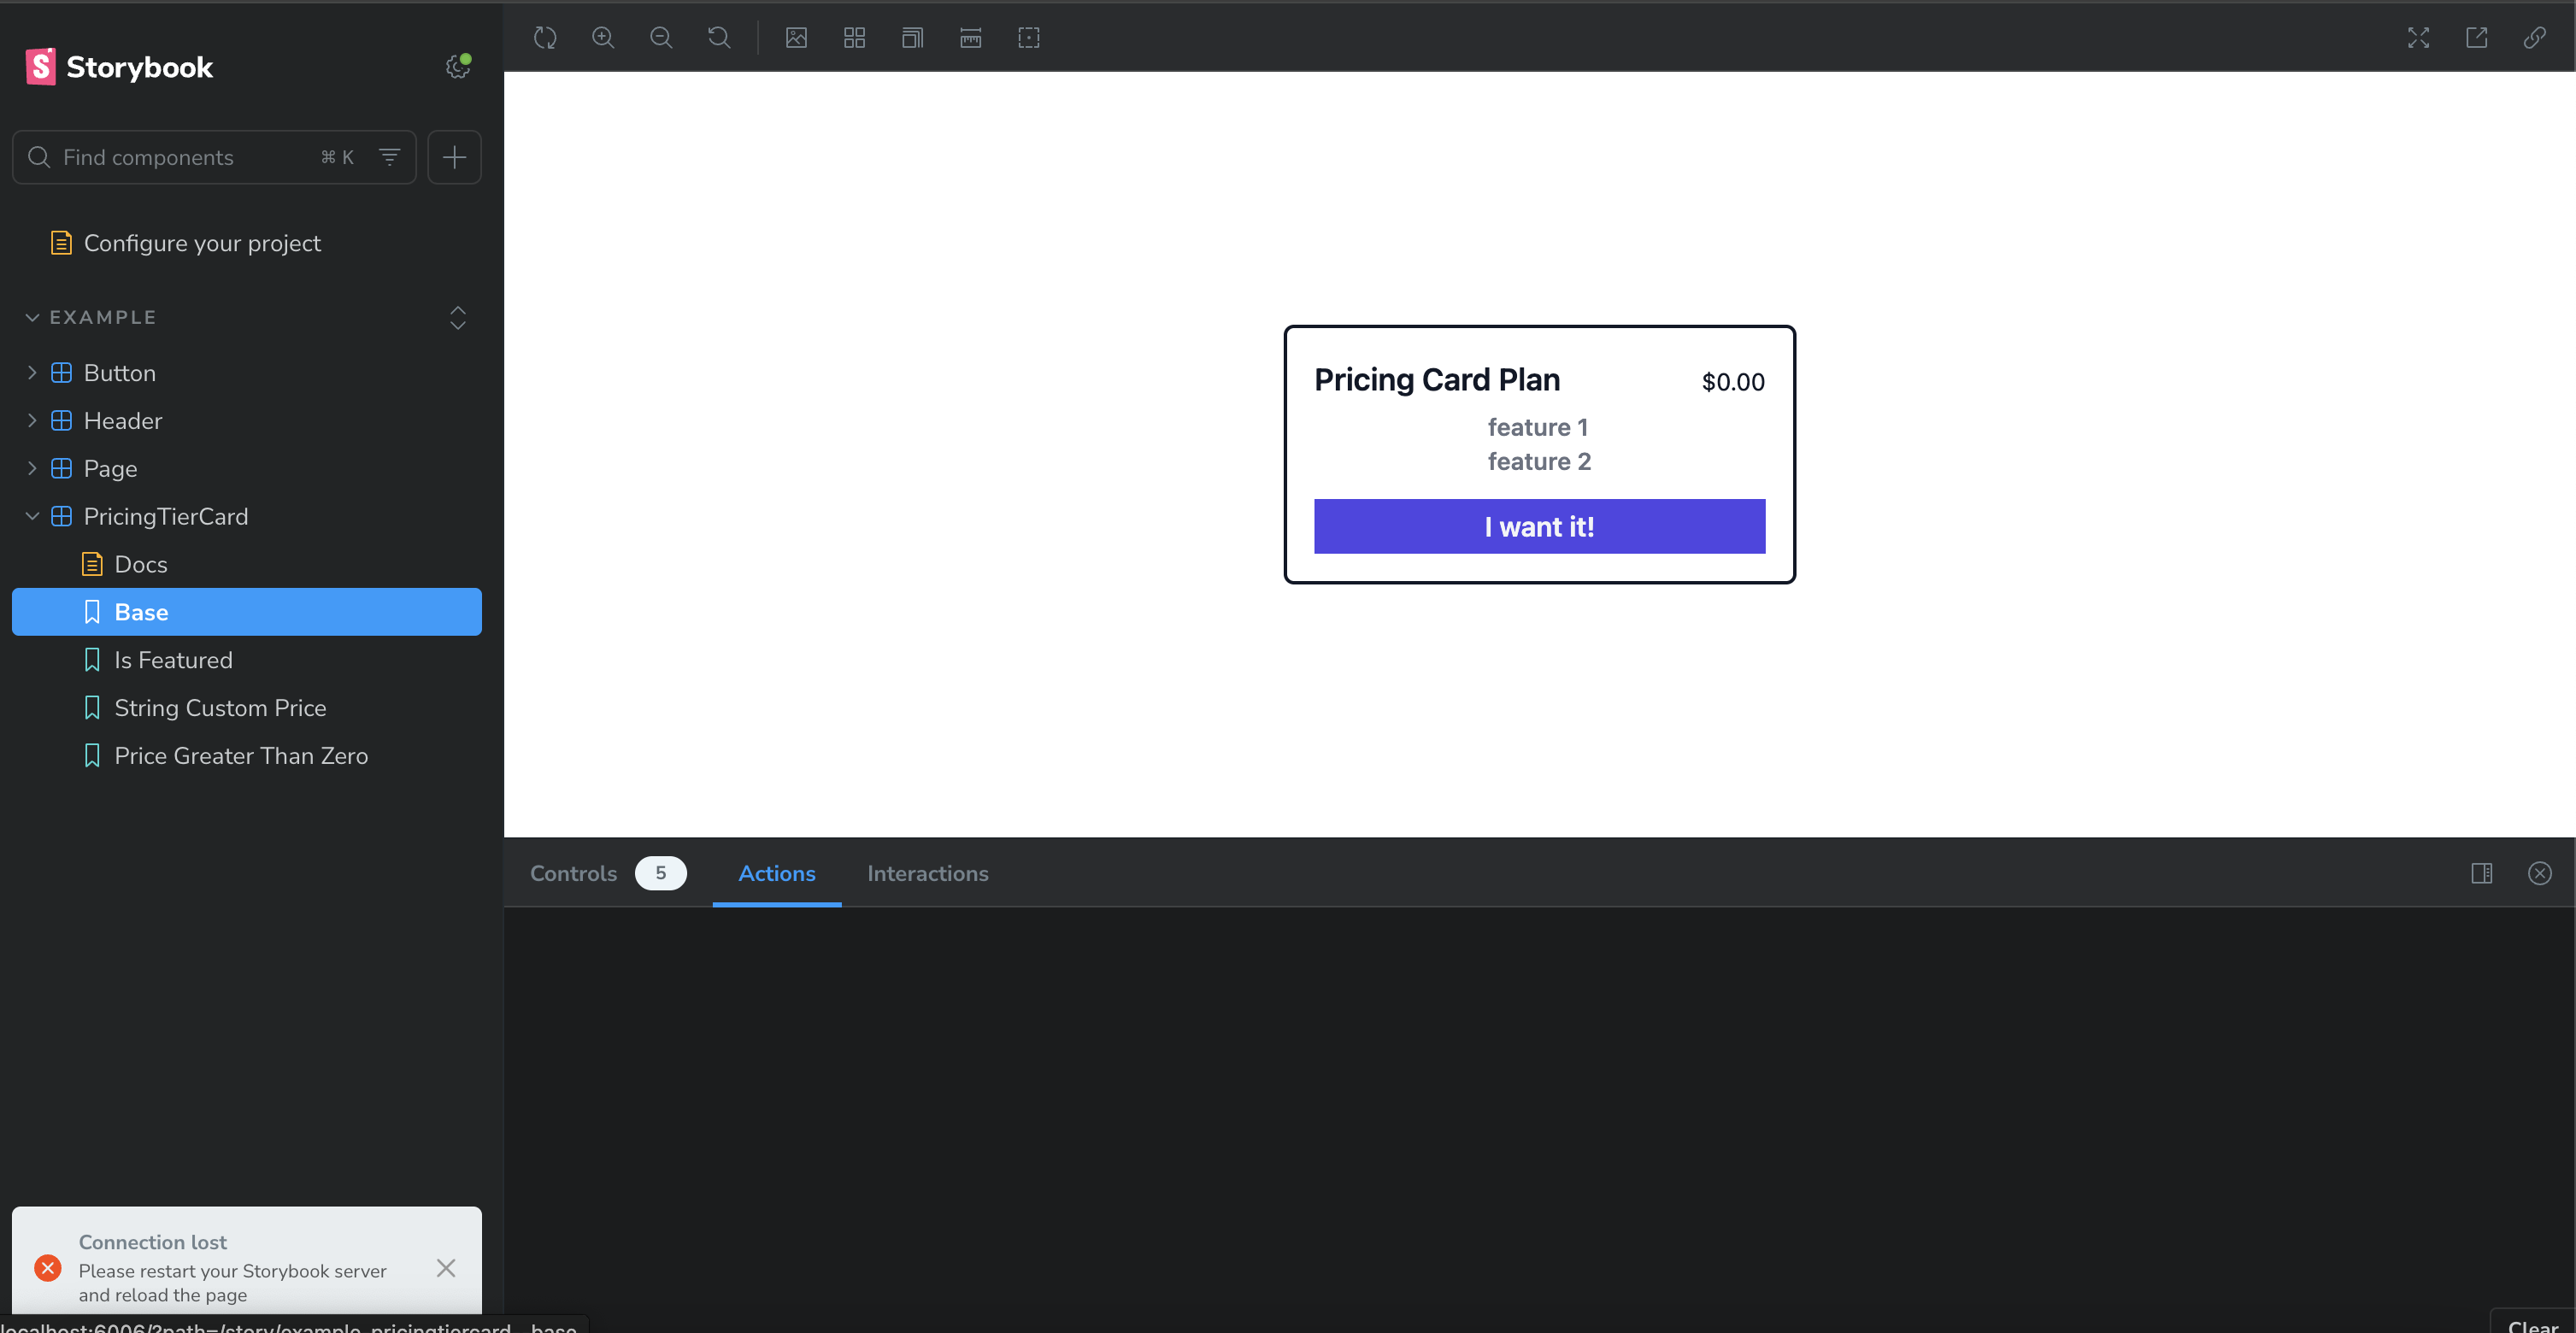 Storybook
Find components
⌘ K
Configure your project
EXAMPLE
Button
Header
Page
PricingTierCard
Docs
Base
Is Featured
String Custom Price
Price Greater Than Zero
Pricing Card Plan
$0.00
feature 1
feature 2
I want it!
Controls 5
Actions
Interactions
Connection lost
Please restart your Storybook server
and reload the page
localhost:6006/?path=/story/example-pricingtiercard--base
Clear